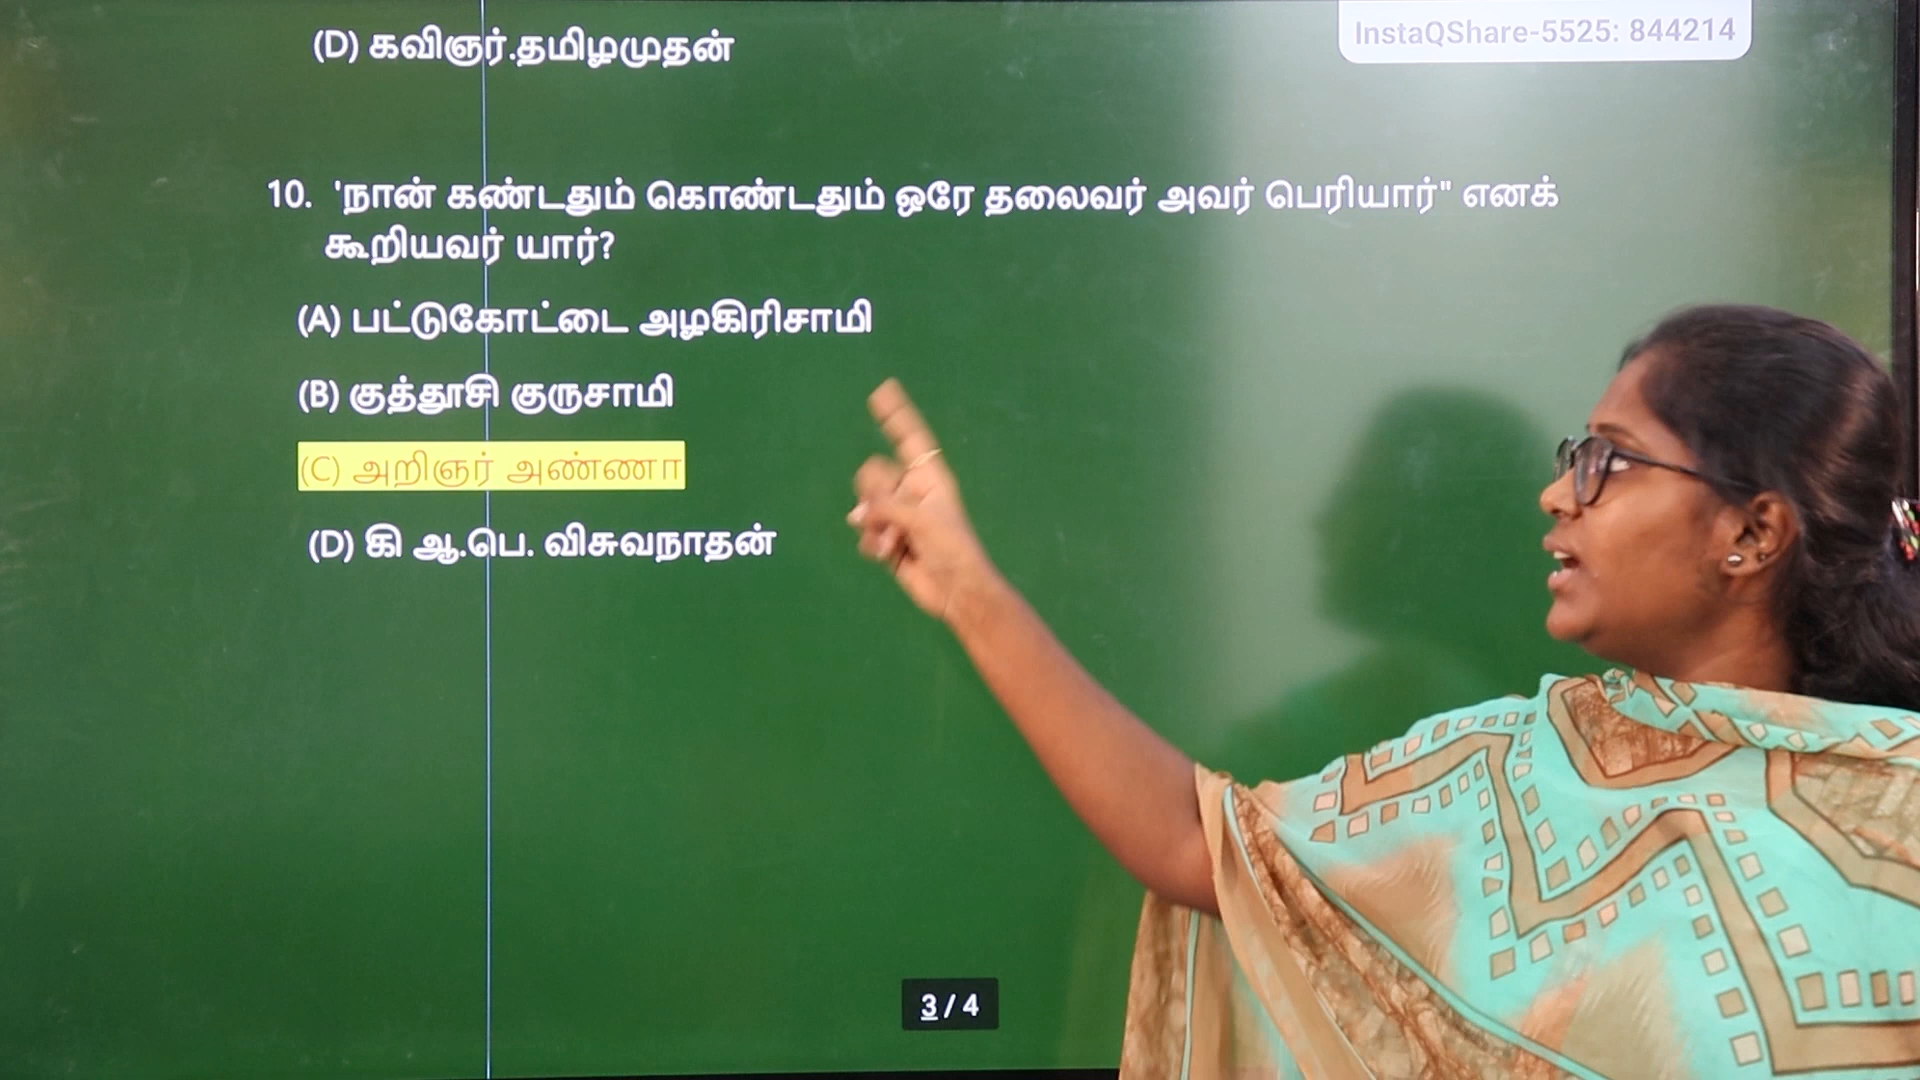 (D) கவிஞர்.தமிழமுதன்
InstaQShare-5525: 844214
10. 'நான் கண்டதும் கொண்டதும் ஒரே தலைவர் அவர் பெரியார்" எனக்
கூறியவர் யார்?
(A) பட்டுகோட்டை அழகிரிசாமி
(B) குத்தூசி குருசாமி
(C) அறிஞர் அண்ணா
(D) கி ஆ.பெ. விசுவநாதன்
3 / 4